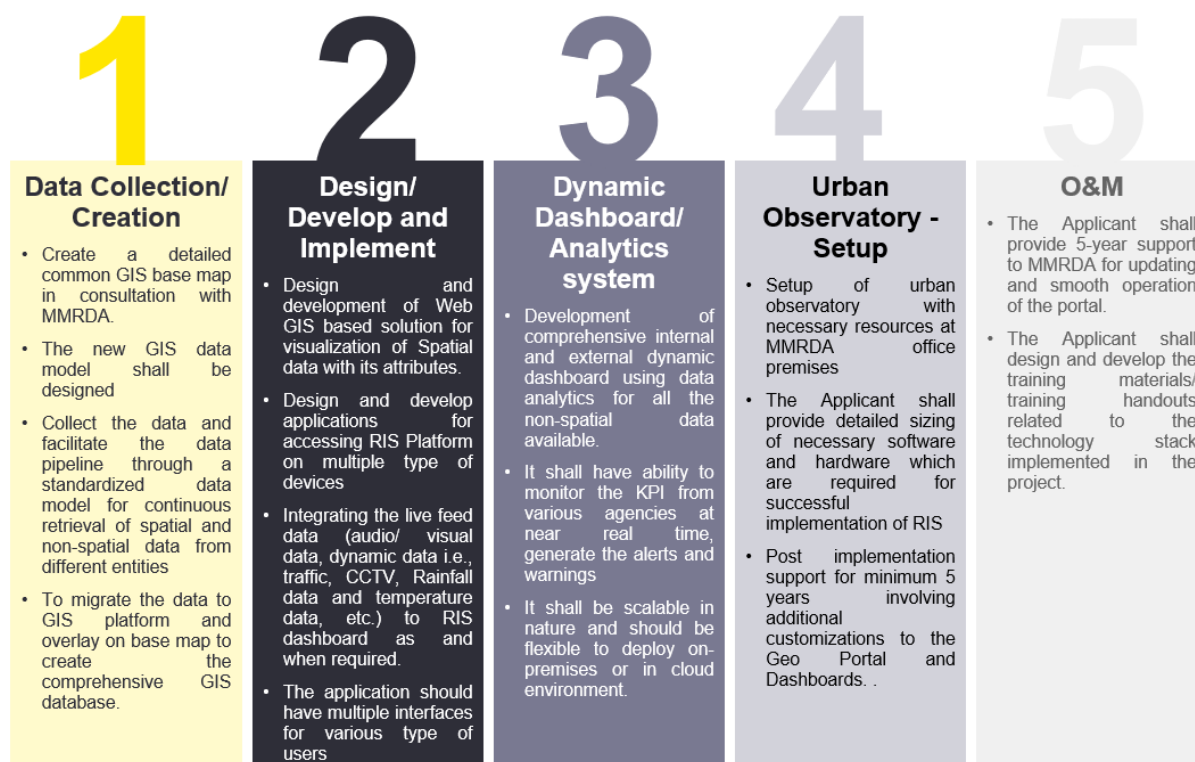 1
Data Collection/
Creation
• Create a detailed
common GIS base map
in consultation with
MMRDA.
• The new GIS data
model shall be
designed
• Collect the data and
facilitate the data
pipeline through a
standardized data
model for continuous
retrieval of spatial and
non-spatial data from
different entities
• To migrate the data to
GIS platform and
overlay on base map to
create the
comprehensive GIS
database.
2
Design/
Develop and
Implement
• Design and
development of Web
GIS based solution for
visualization of Spatial
data with its attributes.
• Design and develop
applications for
accessing RIS Platform
on multiple type of
devices
• Integrating the live feed
data (audio/ visual
data, dynamic data i.e.,
traffic, CCTV, Rainfall
data and temperature
data, etc.) to RIS
dashboard as and
when required.
• The application should
have multiple interfaces
for various type of
users
3
Dynamic
Dashboard/
Analytics
system
• Development of
comprehensive internal
and external dynamic
dashboard using data
analytics for all the
non-spatial data
available.
• It shall have ability to
monitor the KPI from
various agencies at
near real time,
generate the alerts and
warnings
• It shall be scalable in
nature and should be
flexible to deploy on-
premises or in cloud
environment.
4
Urban
Observatory -
Setup
• Setup of urban
observatory with
necessary resources at
MMRDA office
premises
• The Applicant shall
provide detailed sizing
of necessary software
and hardware which
are required for
successful
implementation of RIS
• Post implementation
support for minimum 5
years involving
additional
customizations to the
Geo Portal and
Dashboards. .
5
O&M
• The Applicant shall
provide 5-year support
to MMRDA for updating
and smooth operation
of the portal.
• The Applicant shall
design and develop the
training materials/
training handouts
related to the
technology stack
implemented in the
project.